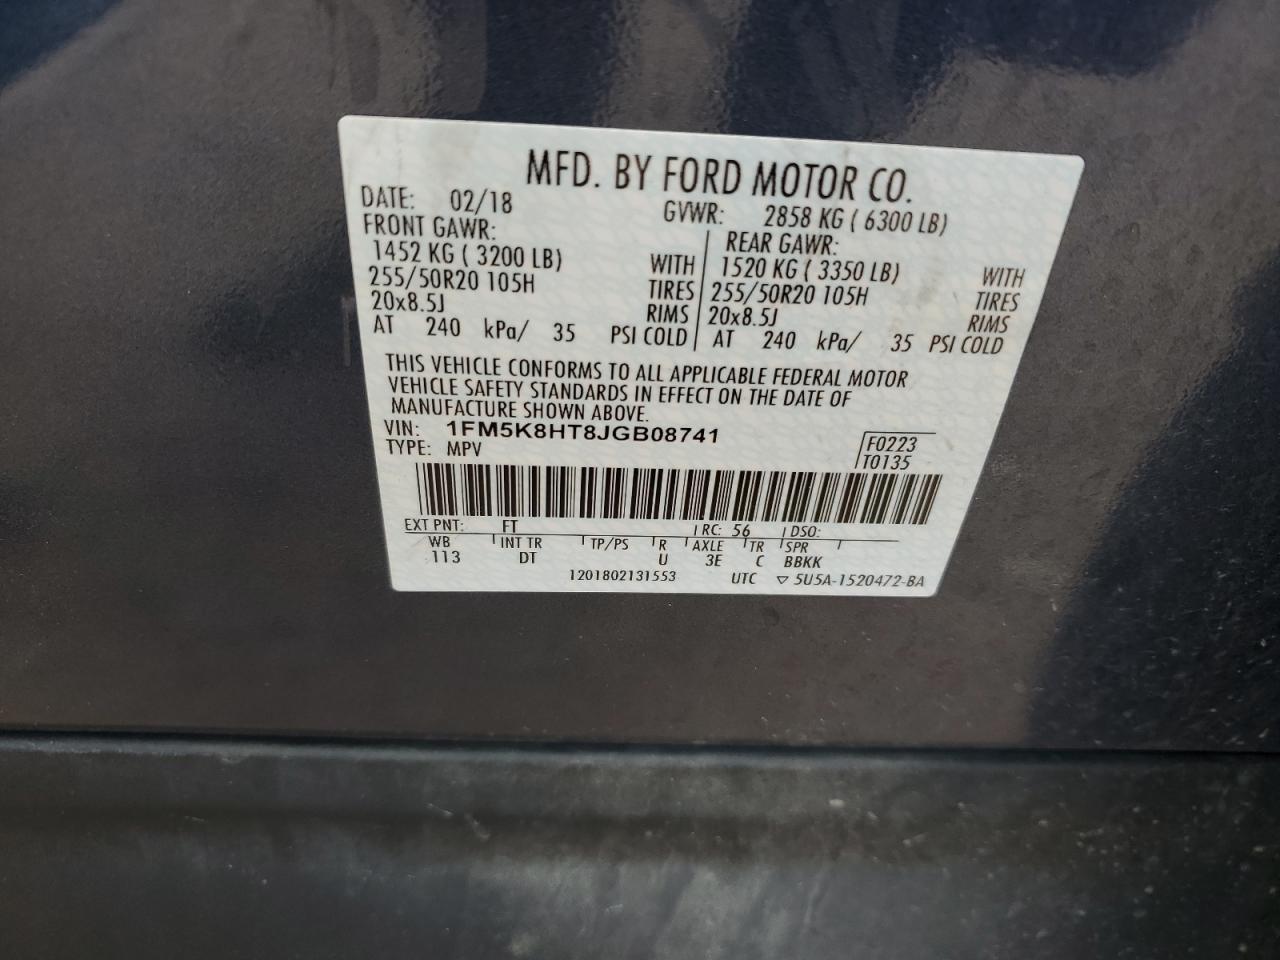 MFD. BY FORD MOTOR CO.
DATE: 02/18 GVWR: 2858 KG ( 6300 LB)
FRONT GAWR: REAR GAWR:
1452 KG ( 3200 LB) WITH 1520 KG ( 3350 LB) WITH
255/50R20 105H TIRES 255/50R20 105H TIRES
20x8.5J RIMS 20x8.5J RIMS
AT 240 kPa/ 35 PSI COLD AT 240 kPa/ 35 PSI COLD
THIS VEHICLE CONFORMS TO ALL APPLICABLE FEDERAL MOTOR
VEHICLE SAFETY STANDARDS IN EFFECT ON THE DATE OF
MANUFACTURE SHOWN ABOVE.
VIN: 1FM5K8HT8JGB08741
TYPE: MPV
F0223
T0135
EXT PNT: FT RC: 56 DSO:
WB INT TR TP/PS R AXLE TR SPR
113 DT U 3E C BBKK
1201802131553 UTC ▽ 5U5A-1520472-BA